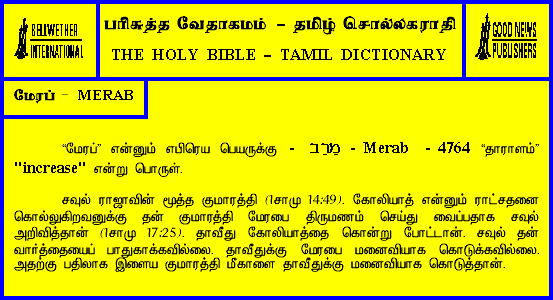 BELLWETHER
INTERNATIONAL
பரிசுத்த வேதாகமம் – தமிழ் சொல்லகராதி
THE HOLY BIBLE – TAMIL DICTIONARY
GOOD NEWS
PUBLISHERS
மேரப் - MERAB
“மேரப்” என்னும் எபிரெய பெயருக்கு - מֵרַב - Merab - 4764 “தாராளம்”
"increase" என்று பொருள்.
சவுல் ராஜாவின் மூத்த குமாரத்தி (1சாமு 14:49). கோலியாத் என்னும் ராட்சதனை
கொல்லுகிறவனுக்கு தன் குமாரத்தி மேரபை திருமணம் செய்து வைப்பதாக சவுல்
அறிவித்தான் (1சாமு 17:25). தாவீது கோலியாத்தை கொன்று போட்டான். சவுல் தன்
வார்த்தையைப் பாதுகாக்கவில்லை. தாவீதுக்கு மேரபை மனைவியாக கொடுக்கவில்லை.
அதற்கு பதிலாக இளைய குமாரத்தி மீகாளை தாவீதுக்கு மனைவியாக கொடுத்தான்.